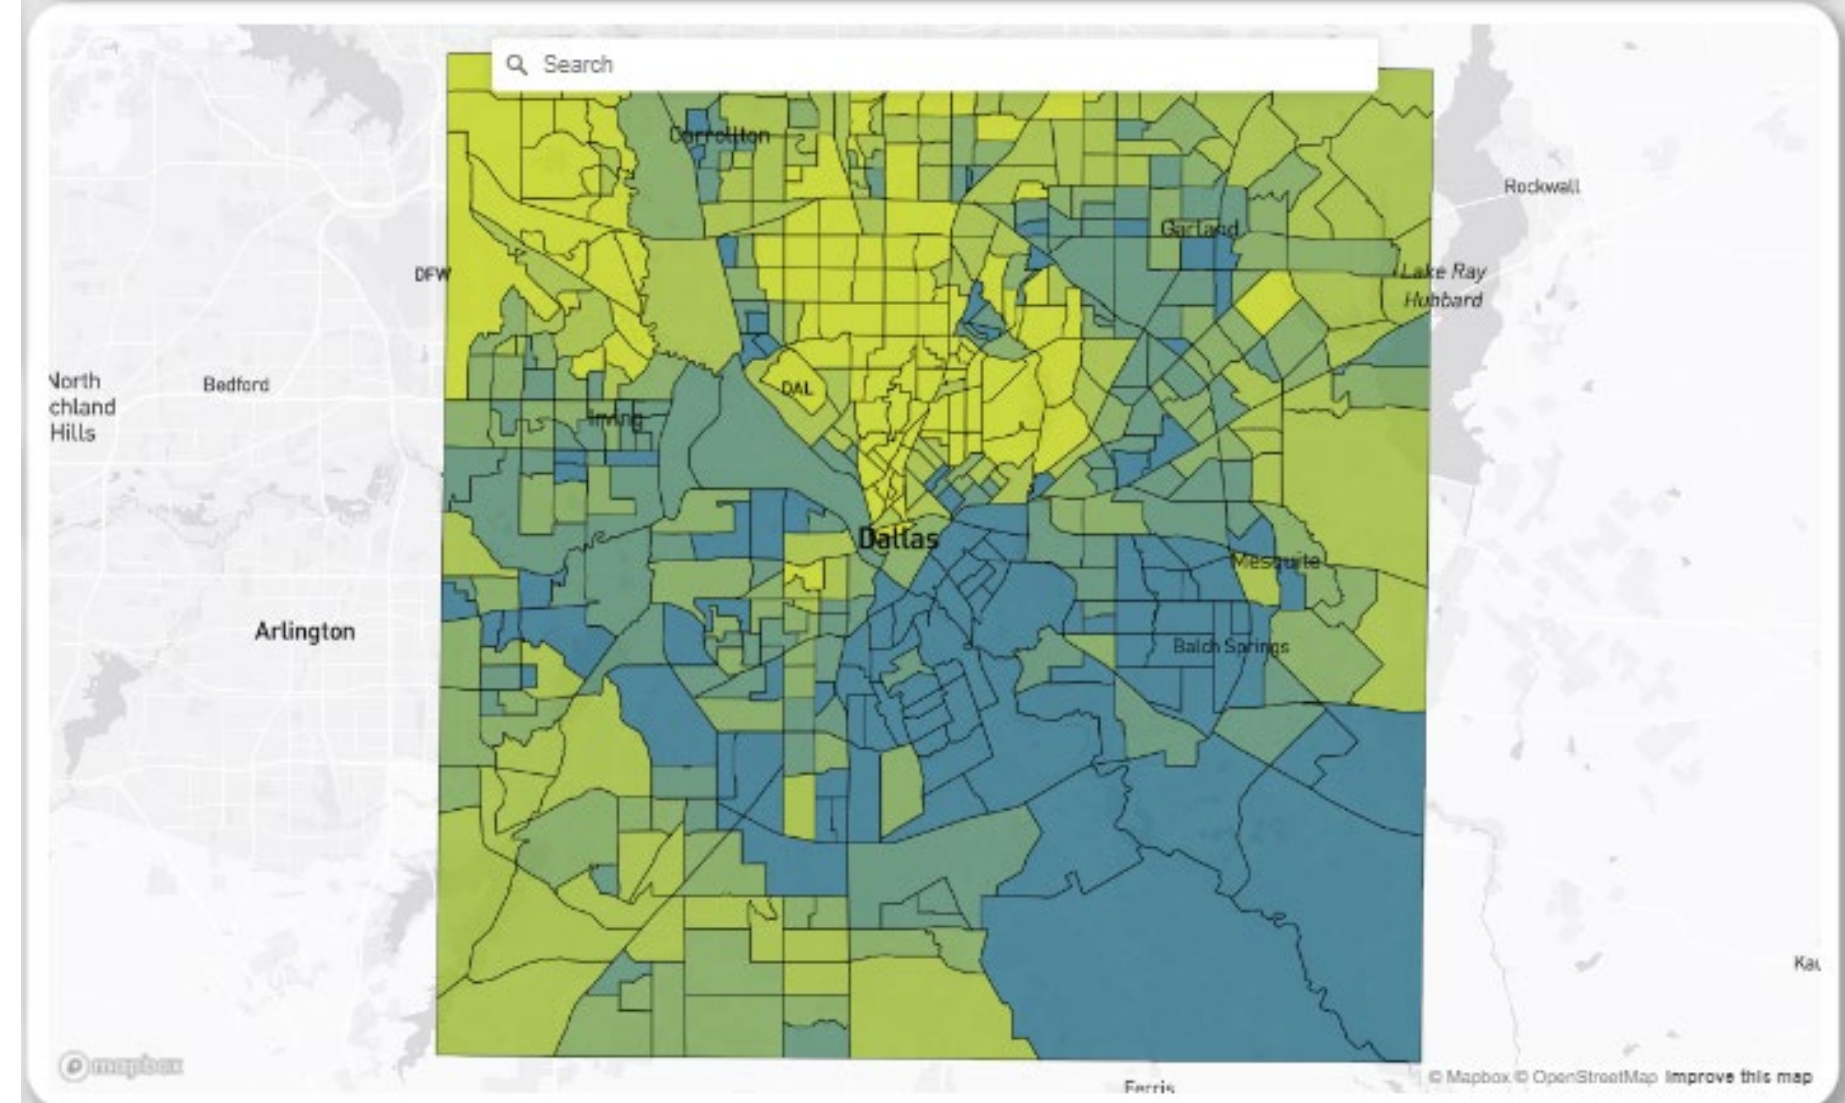 Search
Carrollton
Rockwall
Garland
DFW
Lake Ray
Hubbard
North
chland
Hills
Bedford
DAL
Irving
Dallas
Mesquite
Arlington
Balch Springs
Kau
mapbox
© Mapbox © OpenStreetMap Improve this map
Ferris